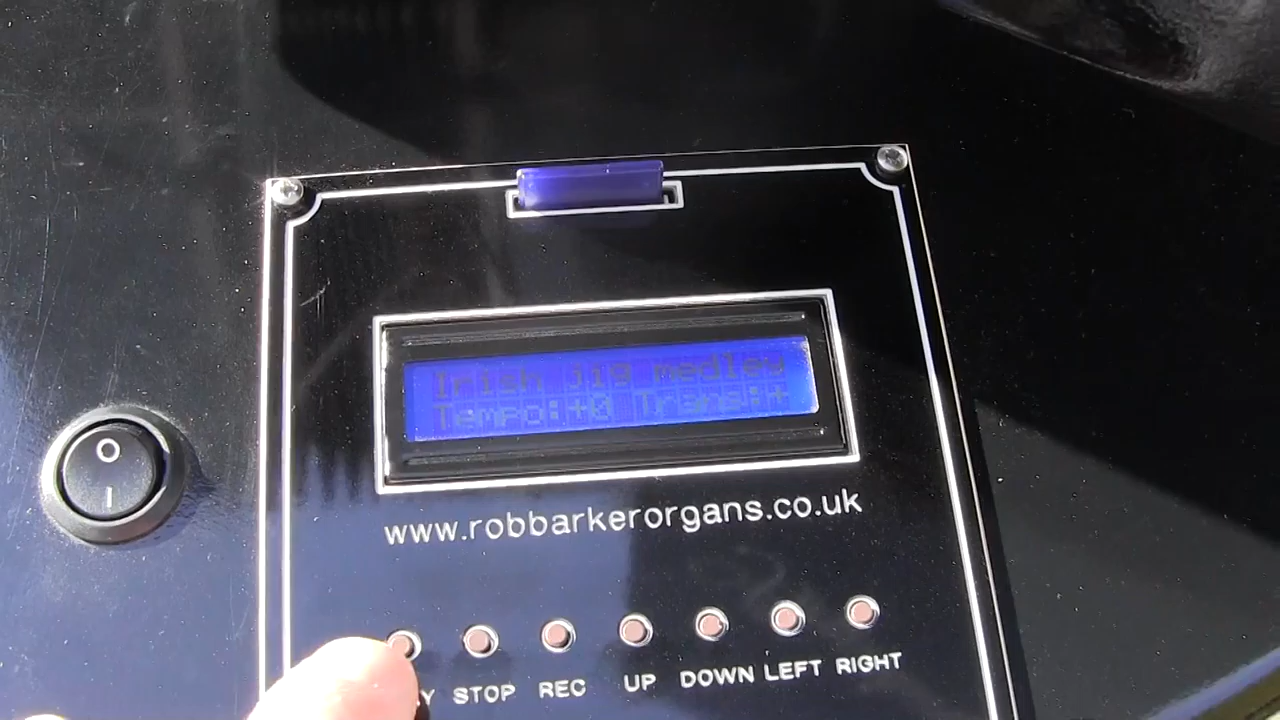 Irish Jig medley
Tempo:+0 Trans:+
www.robbarkerorgans.co.uk
STOP REC UP DOWN LEFT RIGHT